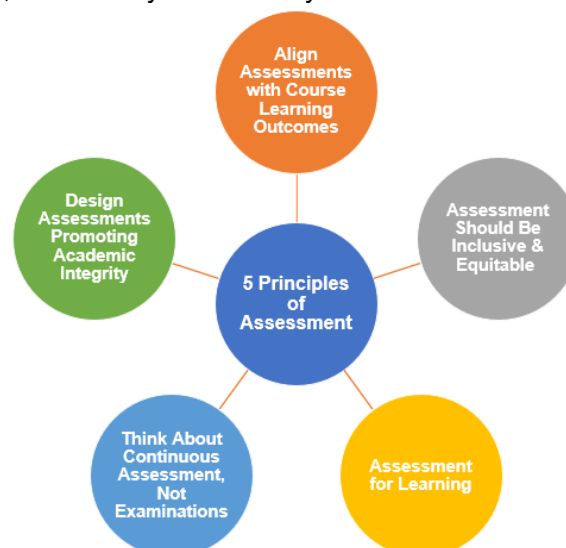 Align
Assessments
with Course
Learning
Outcomes
Design
Assessments
Promoting
Academic
Integrity
Assessment
Should Be
Inclusive &
Equitable
5 Principles
of
Assessment
Think About
Continuous
Assessment,
Not
Examinations
Assessment
for Learning